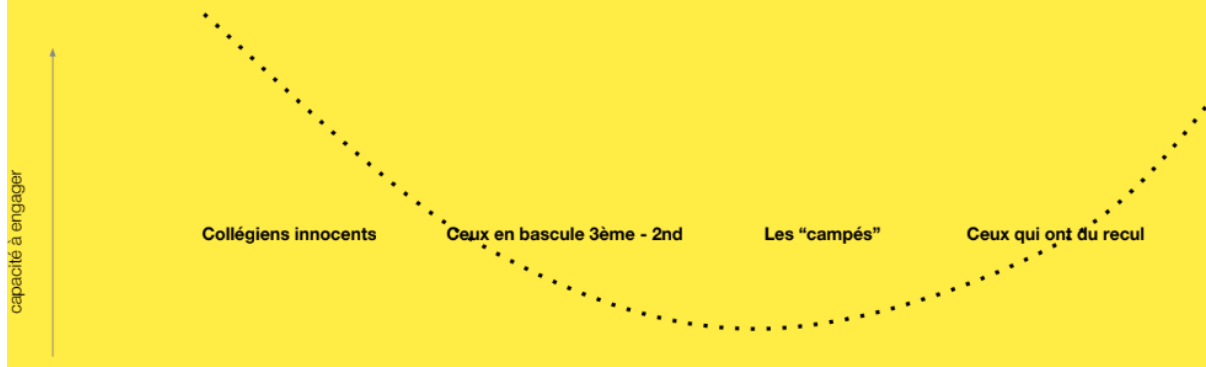 capacité à engager
Collégiens innocents
Ceux en bascule 3ème - 2nd
Les “campés”
Ceux qui ont du recul